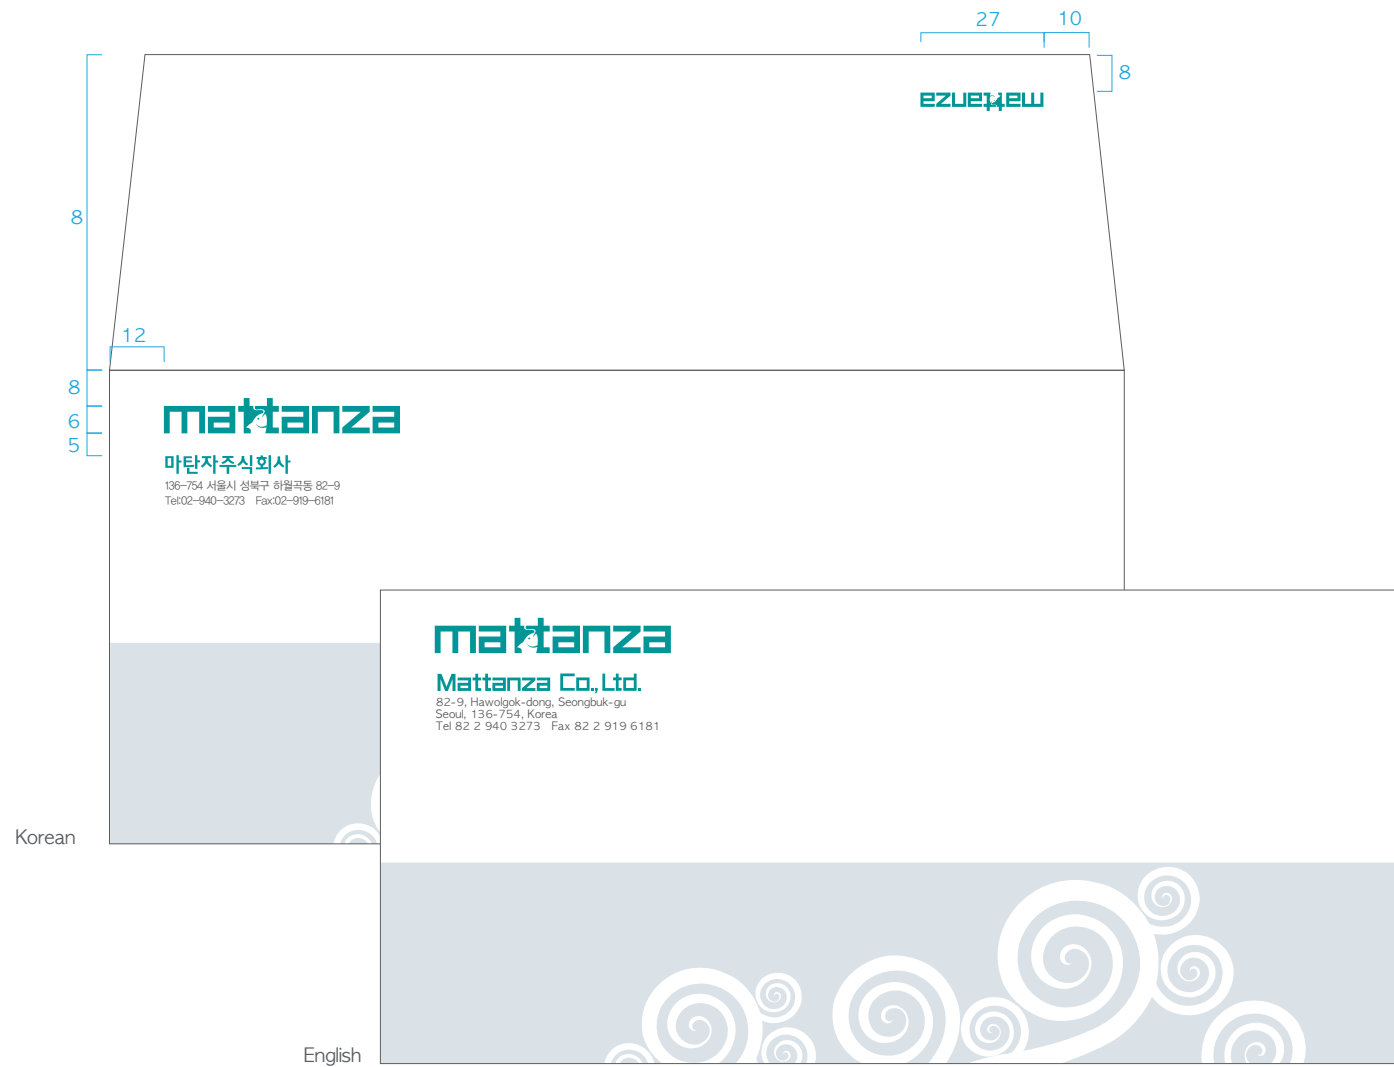 27
10
8
mattanza
8
12
8
6
5
mattanza
마탄자주식회사
136-754 서울시 성북구 하월곡동 82-9
Tel:02-940-3273 Fax:02-919-6181
mattanza
Mattanza Co.,Ltd.
82-9, Hawolgok-dong, Seongbuk-gu
Seoul, 136-754, Korea
Tel 82 2 940 3273 Fax 82 2 919 6181
Korean
English